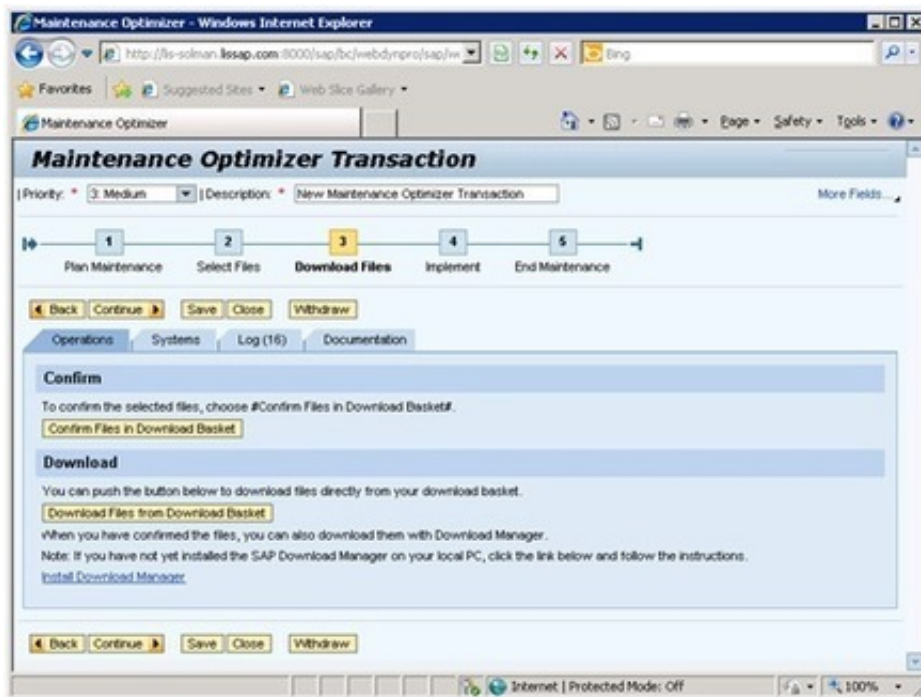 Maintenance Optimizer - Windows Internet Explorer
http://lis-solman.lissap.com:8000/sap/bc/webdynpro/sap/w Bing
Favorites Suggested Sites Web Slice Gallery
Maintenance Optimizer Page Safety Tools
Maintenance Optimizer Transaction
Priority: * 3: Medium Description: * New Maintenance Optimizer Transaction More Fields...
1 2 3 4 5
Plan Maintenance Select Files Download Files Implement End Maintenance
Back Continue Save Close Withdraw
Operations Systems Log (16) Documentation
Confirm
To confirm the selected files, choose #Confirm Files in Download Basket#.
Confirm Files in Download Basket
Download
You can push the button below to download files directly from your download basket.
Download Files from Download Basket
When you have confirmed the files, you can also download them with Download Manager.
Note: If you have not yet installed the SAP Download Manager on your local PC, click the link below and follow the instructions.
Install Download Manager
Back Continue Save Close Withdraw
Internet | Protected Mode: Off 100%